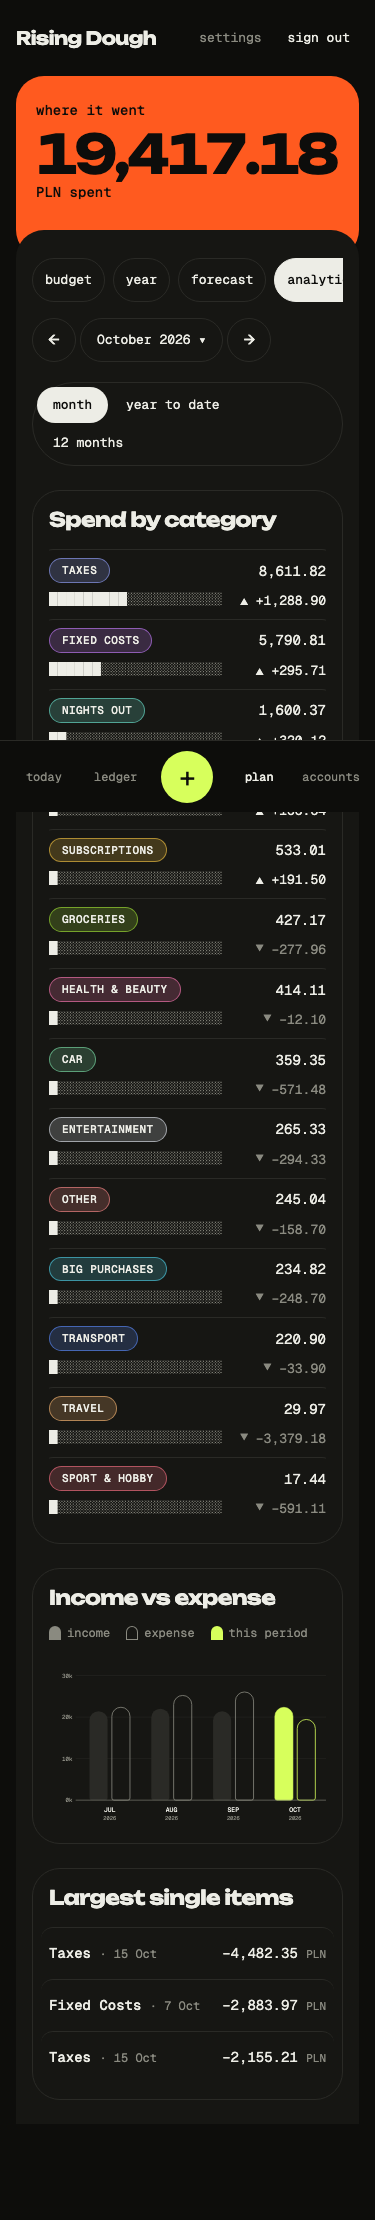 Rising Dough
settings
sign out
where it went
19,417.18
PLN spent
budget
year
forecast
analyti
← October 2026 ▾ →
month
year to date
12 months
Spend by category
TAXES 8,611.82
▲ +1,288.90
FIXED COSTS 5,790.81
▲ +295.71
NIGHTS OUT 1,600.37
today
ledger
+
plan
accounts
SUBSCRIPTIONS 533.01
▲ +191.50
GROCERIES 427.17
▼ −277.96
HEALTH & BEAUTY 414.11
▼ −12.10
CAR 359.35
▼ −571.48
ENTERTAINMENT 265.33
▼ −294.33
OTHER 245.04
▼ −158.70
BIG PURCHASES 234.82
▼ −248.70
TRANSPORT 220.90
▼ −33.90
TRAVEL 29.97
▼ −3,379.18
SPORT & HOBBY 17.44
▼ −591.11
Income vs expense
income
expense
this period
30k
20k
10k
0k
JUL AUG SEP OCT
2026 2026 2026 2026
Largest single items
Taxes · 15 Oct −4,482.35 PLN
Fixed Costs · 7 Oct −2,883.97 PLN
Taxes · 15 Oct −2,155.21 PLN